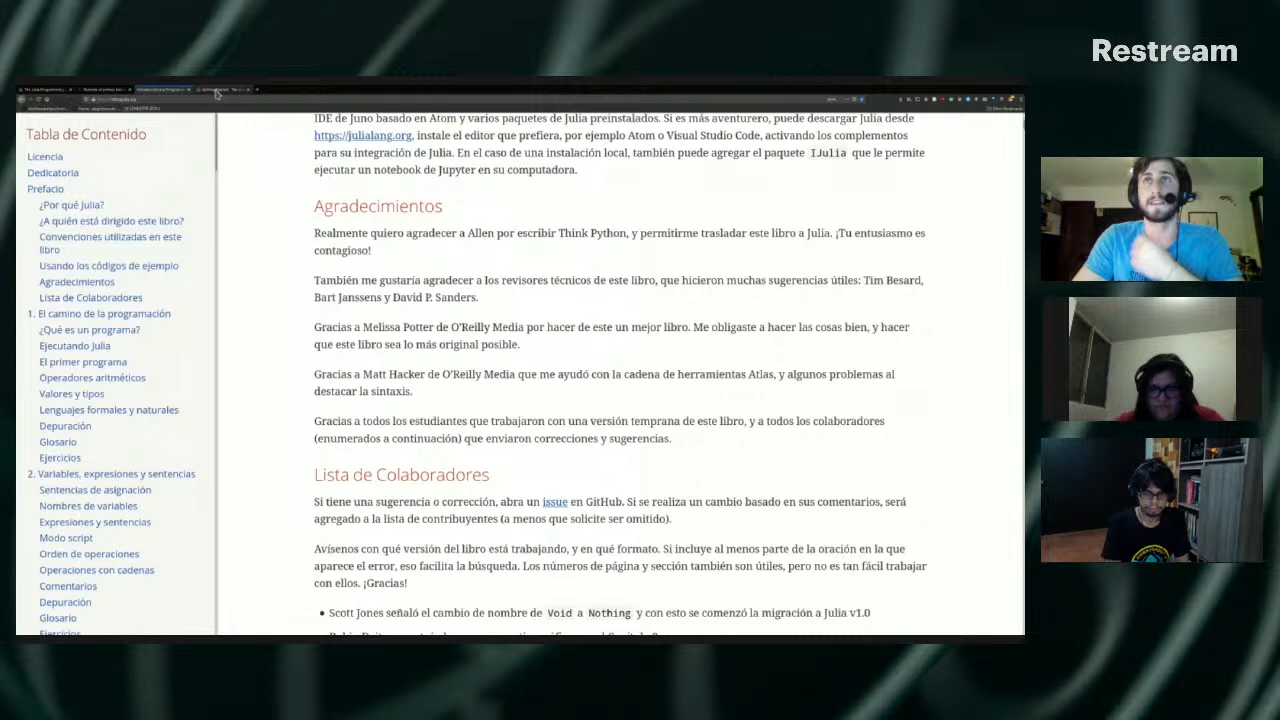 Restream
Tabla de Contenido
Licencia
Dedicatoria
Prefacio
¿Por qué Julia?
¿A quién está dirigido este libro?
Convenciones utilizadas en este
libro
Usando los códigos de ejemplo
Agradecimientos
Lista de Colaboradores
1. El camino de la programación
¿Qué es un programa?
Ejecutando Julia
El primer programa
Operadores aritméticos
Valores y tipos
Lenguajes formales y naturales
Depuración
Glosario
Ejercicios
2. Variables, expresiones y sentencias
Sentencias de asignación
Nombres de variables
Expresiones y sentencias
Modo script
Orden de operaciones
Operaciones con cadenas
Comentarios
Depuración
Glosario
Ejercicios
IDE de Juno basado en Atom y varios paquetes de Julia preinstalados. Si es más aventurero, puede descargar Julia desde
https://julialang.org, instale el editor que prefiera, por ejemplo Atom o Visual Studio Code, activando los complementos
para su integración de Julia. En el caso de una instalación local, también puede agregar el paquete IJulia que le permite
ejecutar un notebook de Jupyter en su computadora.
Agradecimientos
Realmente quiero agradecer a Allen por escribir Think Python, y permitirme trasladar este libro a Julia. ¡Tu entusiasmo es
contagioso!
También me gustaría agradecer a los revisores técnicos de este libro, que hicieron muchas sugerencias útiles: Tim Besard,
Bart Janssens y David P. Sanders.
Gracias a Melissa Potter de O’Reilly Media por hacer de este un mejor libro. Me obligaste a hacer las cosas bien, y hacer
que este libro sea lo más original posible.
Gracias a Matt Hacker de O’Reilly Media que me ayudó con la cadena de herramientas Atlas, y algunos problemas al
destacar la sintaxis.
Gracias a todos los estudiantes que trabajaron con una versión temprana de este libro, y a todos los colaboradores
(enumerados a continuación) que enviaron correcciones y sugerencias.
Lista de Colaboradores
Si tiene una sugerencia o corrección, abra un issue en GitHub. Si se realiza un cambio basado en sus comentarios, será
agregado a la lista de contribuyentes (a menos que solicite ser omitido).
Avísenos con qué versión del libro está trabajando, y en qué formato. Si incluye al menos parte de la oración en la que
aparece el error, eso facilita la búsqueda. Los números de página y sección también son útiles, pero no es tan fácil trabajar
con ellos. ¡Gracias!
• Scott Jones señaló el cambio de nombre de Void a Nothing y con esto se comenzó la migración a Julia v1.0